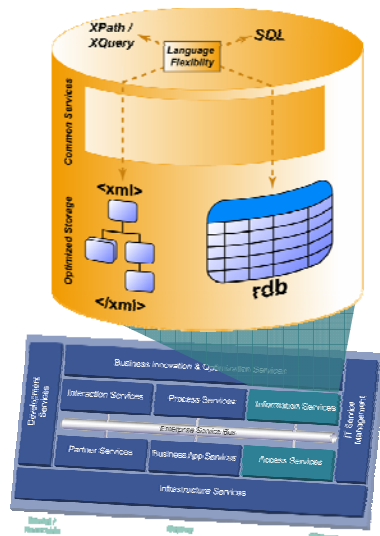 XPath /
XQuery
SQL
Language
Flexibility
Common Services
Optimized Storage
<xml>
</xml>
rdb
Business Innovation & Optimization Services
Development
Services
Interaction Services
Process Services
Information Services
IT Service
Management
Enterprise Service Bus
Partner Services
Business App Services
Access Services
Infrastructure Services